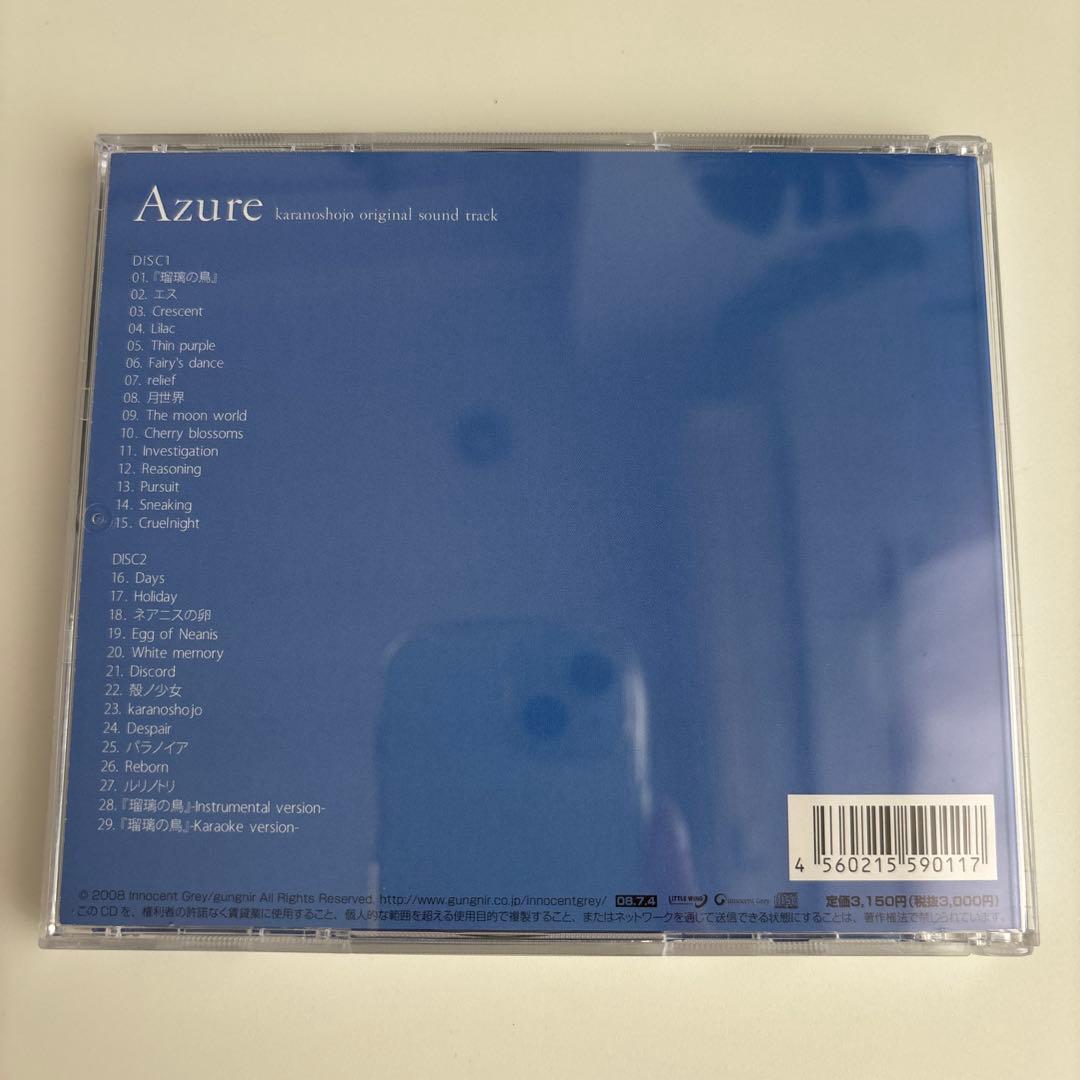 Azure karanoshojo original sound track
DISC1
01.『瑠璃の鳥』
02. エス
03. Crescent
04. Lilac
05. Thin purple
06. Fairy's dance
07. relief
08. 月世界
09. The moon world
10. Cherry blossoms
11. Investigation
12. Reasoning
13. Pursuit
14. Sneaking
15. Cruelnight
DISC2
16. Days
17. Holiday
18. ネアニスの卵
19. Egg of Neanis
20. White memory
21. Discord
22. 殻ノ少女
23. karanoshojo
24. Despair
25. パラノイア
26. Reborn
27. ルリノトリ
28.『瑠璃の鳥』-Instrumental version-
29.『瑠璃の鳥』-Karaoke version-
4 560215 590117
© 2008 Innocent Grey/gungnir All Rights Reserved. http://www.gungnir.co.jp/innocentgrey/ 08.7.4 LITTLE WING Innocent Grey 定価3,150円(税抜3,000円)
・このCDを、権利者の許諾なく賃貸業に使用すること、個人的な範囲を超える使用目的で複製すること、またはネットワークを通じて送信できる状態にすることは、著作権法で禁じられています。